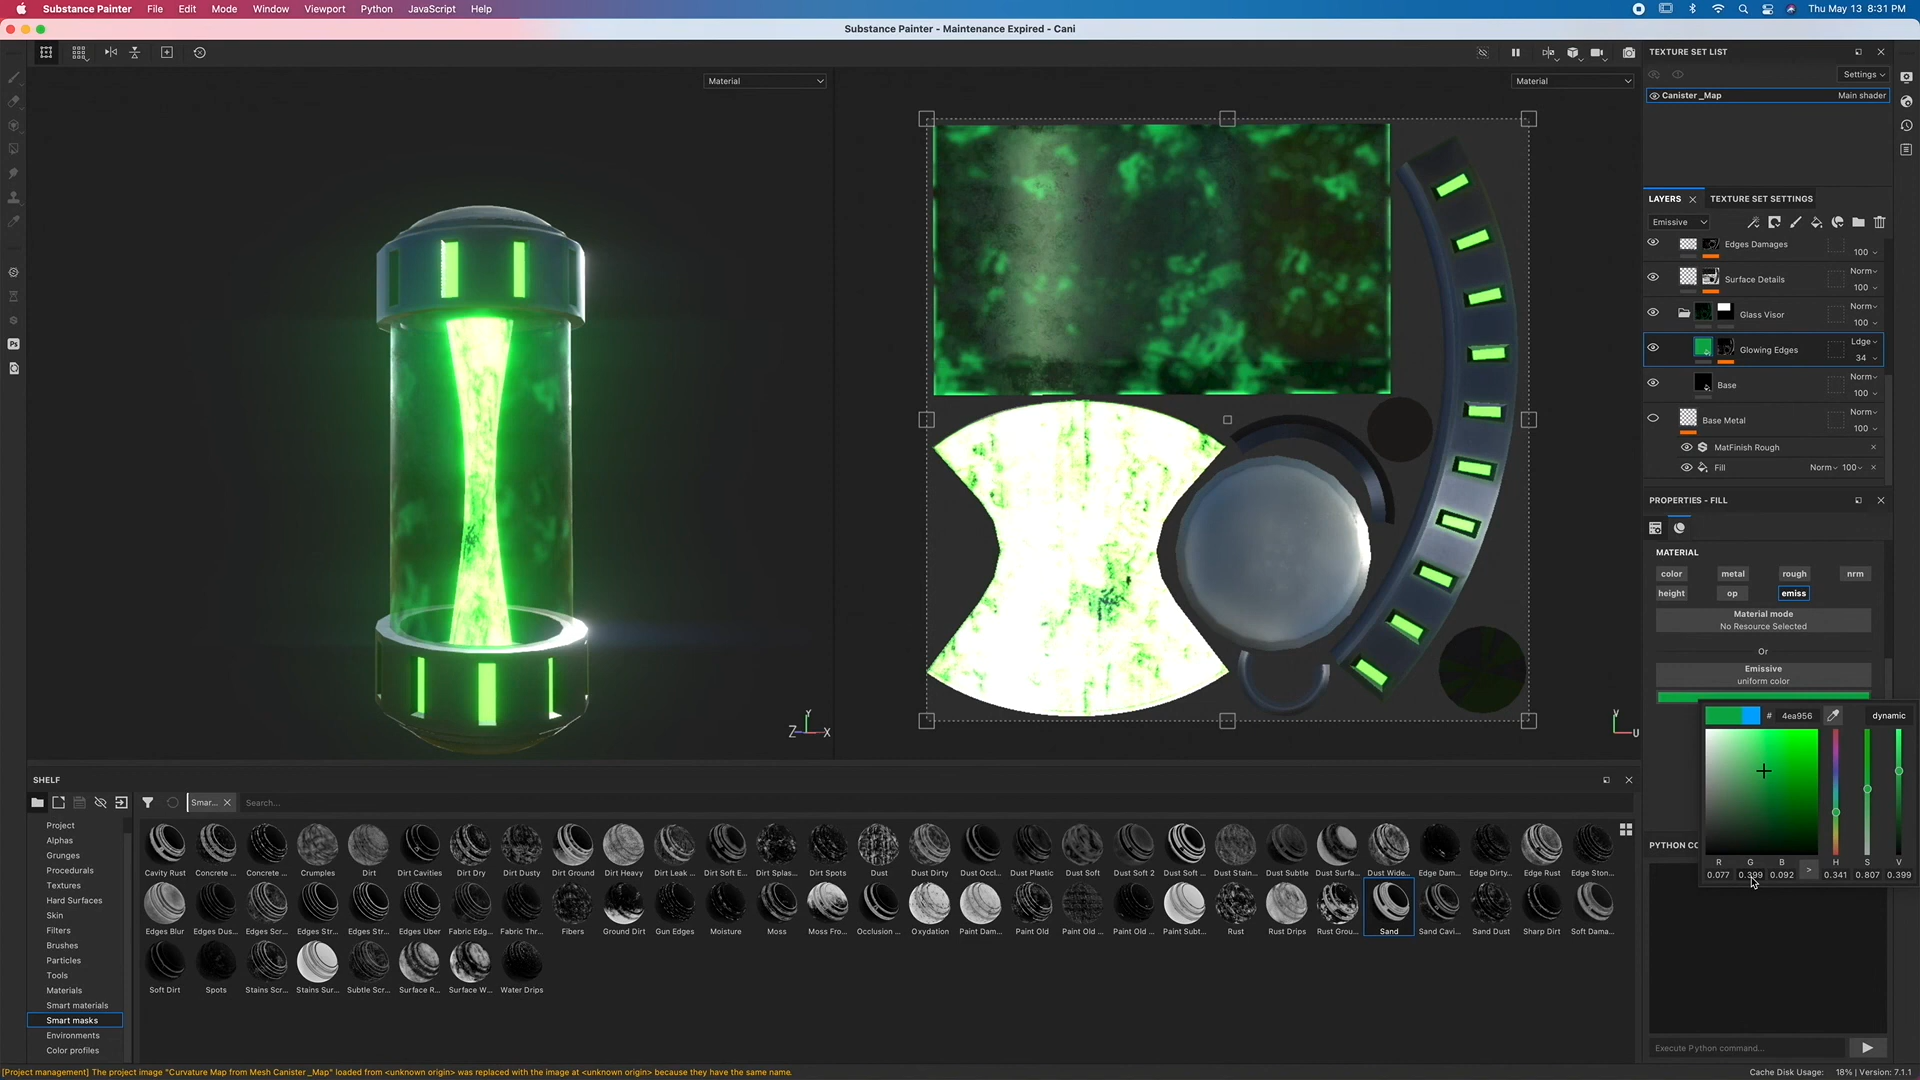 Substance Painter File Edit Mode Window Viewport Python JavaScript Help
Thu May 13 8:31 PM
Substance Painter - Maintenance Expired - Cani
Material
Material
TEXTURE SET LIST
Settings
Canister _Map Main shader
LAYERS TEXTURE SET SETTINGS
Emissive
Edges Damages
100
Surface Details Norm
100
Glass Visor Norm
100
Glowing Edges Ldge
34
Base Norm
100
Base Metal Norm
100
MatFinish Rough
Fill Norm 100
PROPERTIES - FILL
MATERIAL
color metal rough nrm
height op emiss
Material mode
No Resource Selected
Or
Emissive
uniform color
# 4ea956 dynamic
R G B H S V
0.077 0.399 0.092 > 0.341 0.807 0.399
PYTHON CO
Execute Python command...
Z Y X
V U
SHELF
Smar... Search...
Project
Alphas
Grunges
Procedurals
Textures
Hard Surfaces
Skin
Filters
Brushes
Particles
Tools
Materials
Smart materials
Smart masks
Environments
Color profiles
Cavity Rust Concrete ... Concrete ... Crumples Dirt Dirt Cavities Dirt Dry Dirt Dusty Dirt Ground Dirt Heavy Dirt Leak ... Dirt Soft E... Dirt Splas... Dirt Spots Dust Dust Dirty Dust Occl... Dust Plastic Dust Soft Dust Soft 2 Dust Soft ... Dust Stain... Dust Surfa... Dust Wide... Edge Dam... Edge Dirty... Edge Rust Edge Ston...
Edges Blur Edges Dus... Edges Scr... Edges Str... Edges Str... Edges Uber Fabric Edg... Fabric Thr... Fibers Ground Dirt Gun Edges Moisture Moss Moss Fro... Occlusion ... Oxydation Paint Dam... Paint Old Paint Old ... Paint Old ... Paint Subt... Rust Rust Drips Rust Grou... Sand Sand Cavi... Sand Dust Sharp Dirt Soft Dama...
Soft Dirt Spots Stains Scr... Stains Sur... Subtle Scr... Surface R... Surface W... Water Drips
[Project management] The project image "Curvature Map from Mesh Canister _Map" loaded from <unknown origin> was replaced with the image at <unknown origin> because they have the same name.
Cache Disk Usage: 18% | Version: 7.1.1